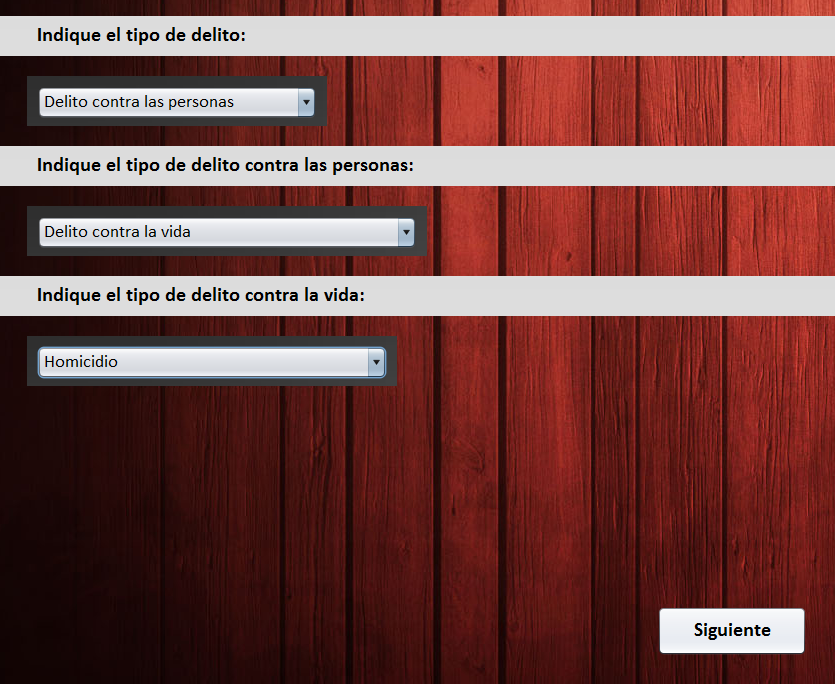 Indique el tipo de delito:
Delito contra las personas
Indique el tipo de delito contra las personas:
Delito contra la vida
Indique el tipo de delito contra la vida:
Homicidio
Siguiente